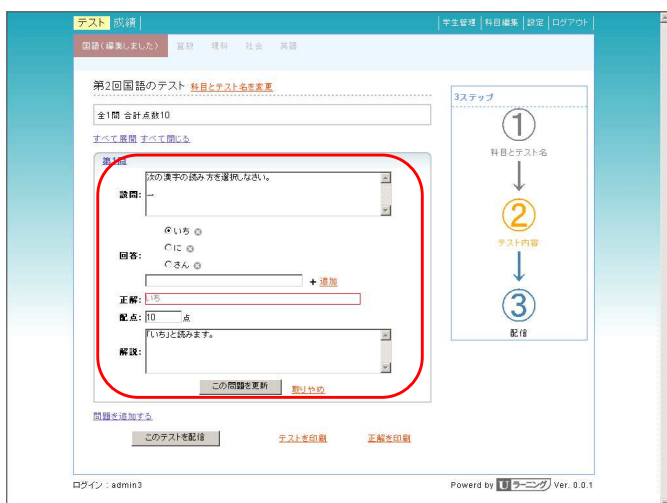 テスト 成績 | | 学生管理 | 科目編集 | 設定 | ログアウト |
国語(編集しました) 算数 理科 社会 英語
第2回国語のテスト 科目とテスト名を変更
全1問 合計点数10
すべて展開 すべて閉じる
第1問
設問: 次の漢字の読み方を選択しなさい。
一
回答: いち
に
さん
+ 追加
正解: いち
配点: 10 点
解説: 「いち」と読みます。
この問題を更新 取りやめ
問題を追加する
このテストを配信 テストを印刷 正解を印刷
3ステップ
1
科目とテスト名
2
テスト内容
3
配信
ログイン : admin3 Powerd by U ラーニング Ver. 0.0.1